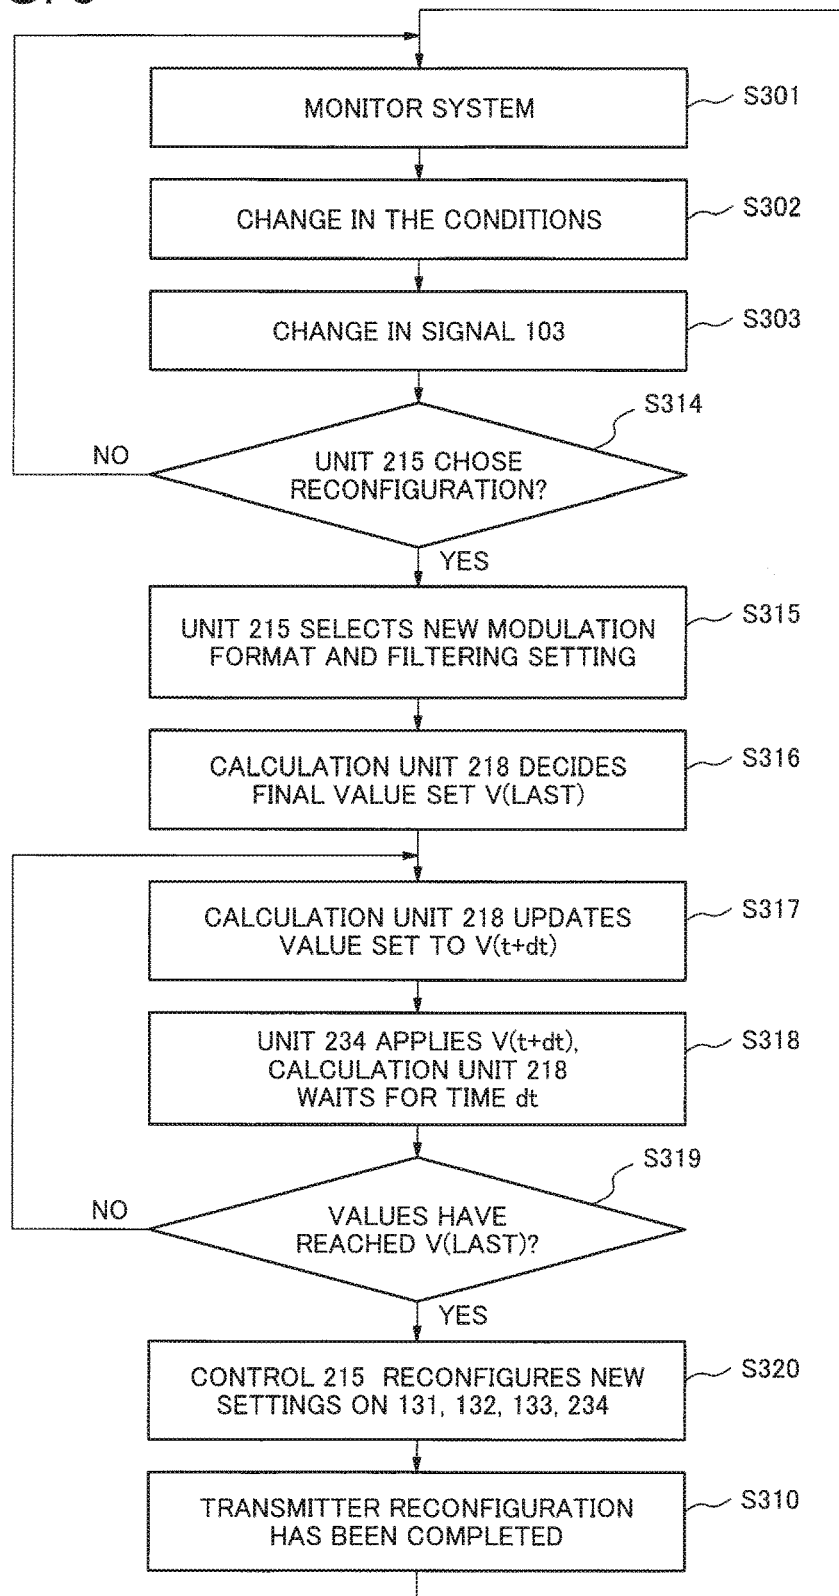 MONITOR SYSTEM
S301
CHANGE IN THE CONDITIONS
S302
CHANGE IN SIGNAL 103
S303
S314
NO
UNIT 215 CHOSE
RECONFIGURATION?
YES
UNIT 215 SELECTS NEW MODULATION
FORMAT AND FILTERING SETTING
S315
CALCULATION UNIT 218 DECIDES
FINAL VALUE SET V(LAST)
S316
CALCULATION UNIT 218 UPDATES
VALUE SET TO V(t+dt)
S317
UNIT 234 APPLIES V(t+dt),
CALCULATION UNIT 218
WAITS FOR TIME dt
S318
S319
NO
VALUES HAVE
REACHED V(LAST)?
YES
CONTROL 215 RECONFIGURES NEW
SETTINGS ON 131, 132, 133, 234
S320
TRANSMITTER RECONFIGURATION
HAS BEEN COMPLETED
S310